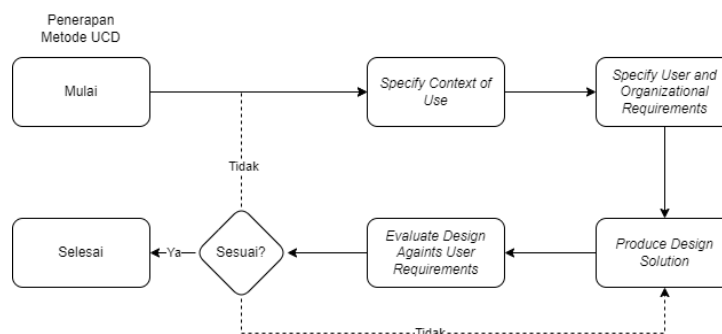 Penerapan
Metode UCD
Mulai
Specify Context of
Use
Specify User and
Organizational
Requirements
Tidak
Selesai
Ya
Sesuai?
Evaluate Design
Againts User
Requirements
Produce Design
Solution
Tidak